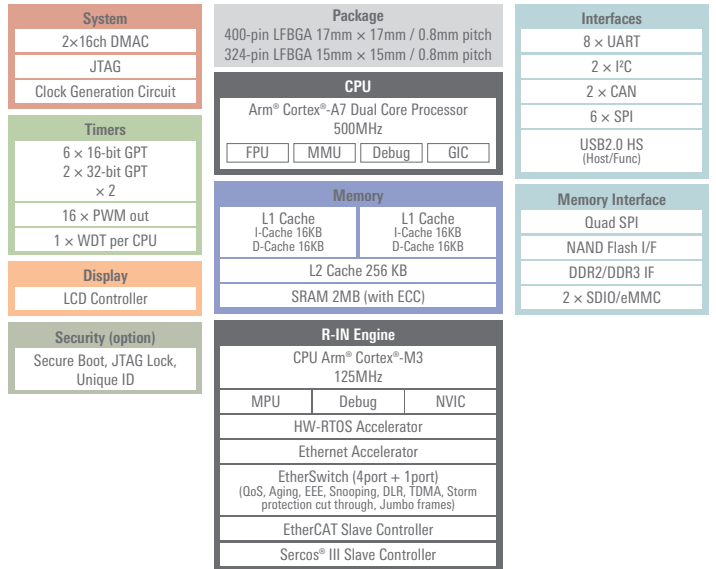 System
2×16ch DMAC
JTAG
Clock Generation Circuit
Timers
6 × 16-bit GPT
2 × 32-bit GPT
× 2
16 × PWM out
1 × WDT per CPU
Display
LCD Controller
Security (option)
Secure Boot, JTAG Lock,
Unique ID
Package
400-pin LFBGA 17mm × 17mm / 0.8mm pitch
324-pin LFBGA 15mm × 15mm / 0.8mm pitch
CPU
Arm® Cortex®-A7 Dual Core Processor
500MHz
FPU MMU Debug GIC
Memory
L1 Cache
I-Cache 16KB
D-Cache 16KB
L1 Cache
I-Cache 16KB
D-Cache 16KB
L2 Cache 256 KB
SRAM 2MB (with ECC)
R-IN Engine
CPU Arm® Cortex®-M3
125MHz
MPU Debug NVIC
HW-RTOS Accelerator
Ethernet Accelerator
EtherSwitch (4port + 1port)
(QoS, Aging, EEE, Snooping, DLR, TDMA, Storm
protection cut through, Jumbo frames)
EtherCAT Slave Controller
Sercos® III Slave Controller
Interfaces
8 × UART
2 × I²C
2 × CAN
6 × SPI
USB2.0 HS
(Host/Func)
Memory Interface
Quad SPI
NAND Flash I/F
DDR2/DDR3 IF
2 × SDIO/eMMC